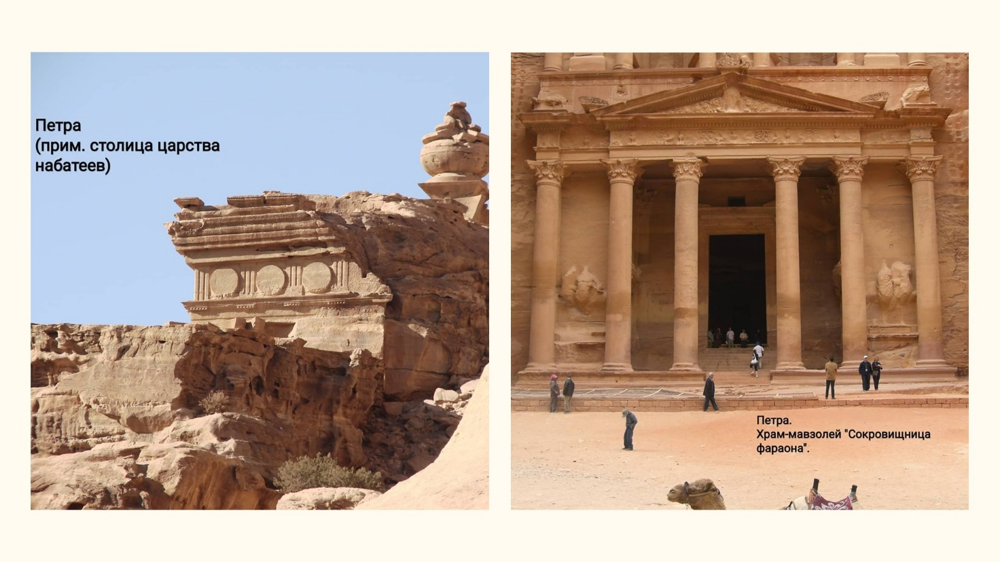 Петра
(прим. столица царства
набатеев)
Петра.
Храм-мавзолей "Сокровищница
фараона".